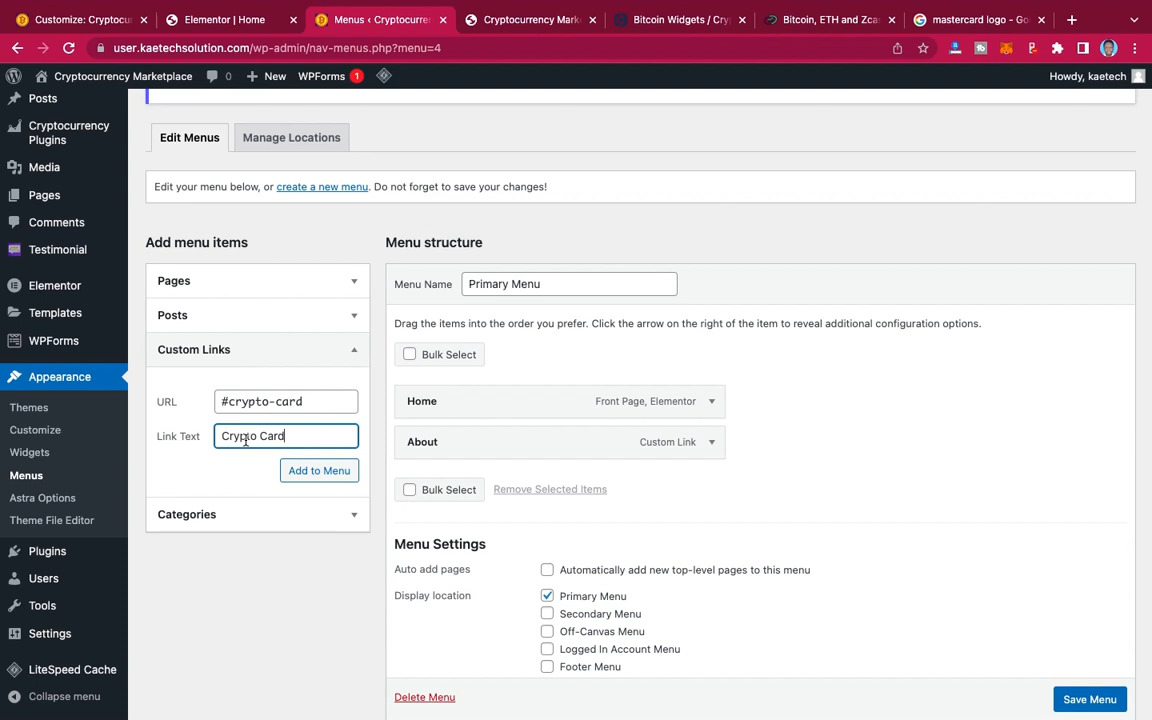 Customize: Cryptocur
Elementor | Home
Menus ‹ Cryptocurrer
Cryptocurrency Mark
Bitcoin Widgets / Cry
Bitcoin, ETH and Zcas
mastercard logo - Go
user.kaetechsolution.com/wp-admin/nav-menus.php?menu=4
Cryptocurrency Marketplace
0
New
WPForms 1
Howdy, kaetech
Posts
Cryptocurrency
Plugins
Media
Pages
Comments
Testimonial
Elementor
Templates
WPForms
Appearance
Themes
Customize
Widgets
Menus
Astra Options
Theme File Editor
Plugins
Users
Tools
Settings
LiteSpeed Cache
Collapse menu
Edit Menus
Manage Locations
Edit your menu below, or create a new menu. Do not forget to save your changes!
Add menu items
Pages
Posts
Custom Links
URL
#crypto-card
Link Text
Crypto Card
Add to Menu
Categories
Menu structure
Menu Name
Primary Menu
Drag the items into the order you prefer. Click the arrow on the right of the item to reveal additional configuration options.
Bulk Select
Home
Front Page, Elementor
About
Custom Link
Bulk Select
Remove Selected Items
Menu Settings
Auto add pages
Automatically add new top-level pages to this menu
Display location
Primary Menu
Secondary Menu
Off-Canvas Menu
Logged In Account Menu
Footer Menu
Delete Menu
Save Menu